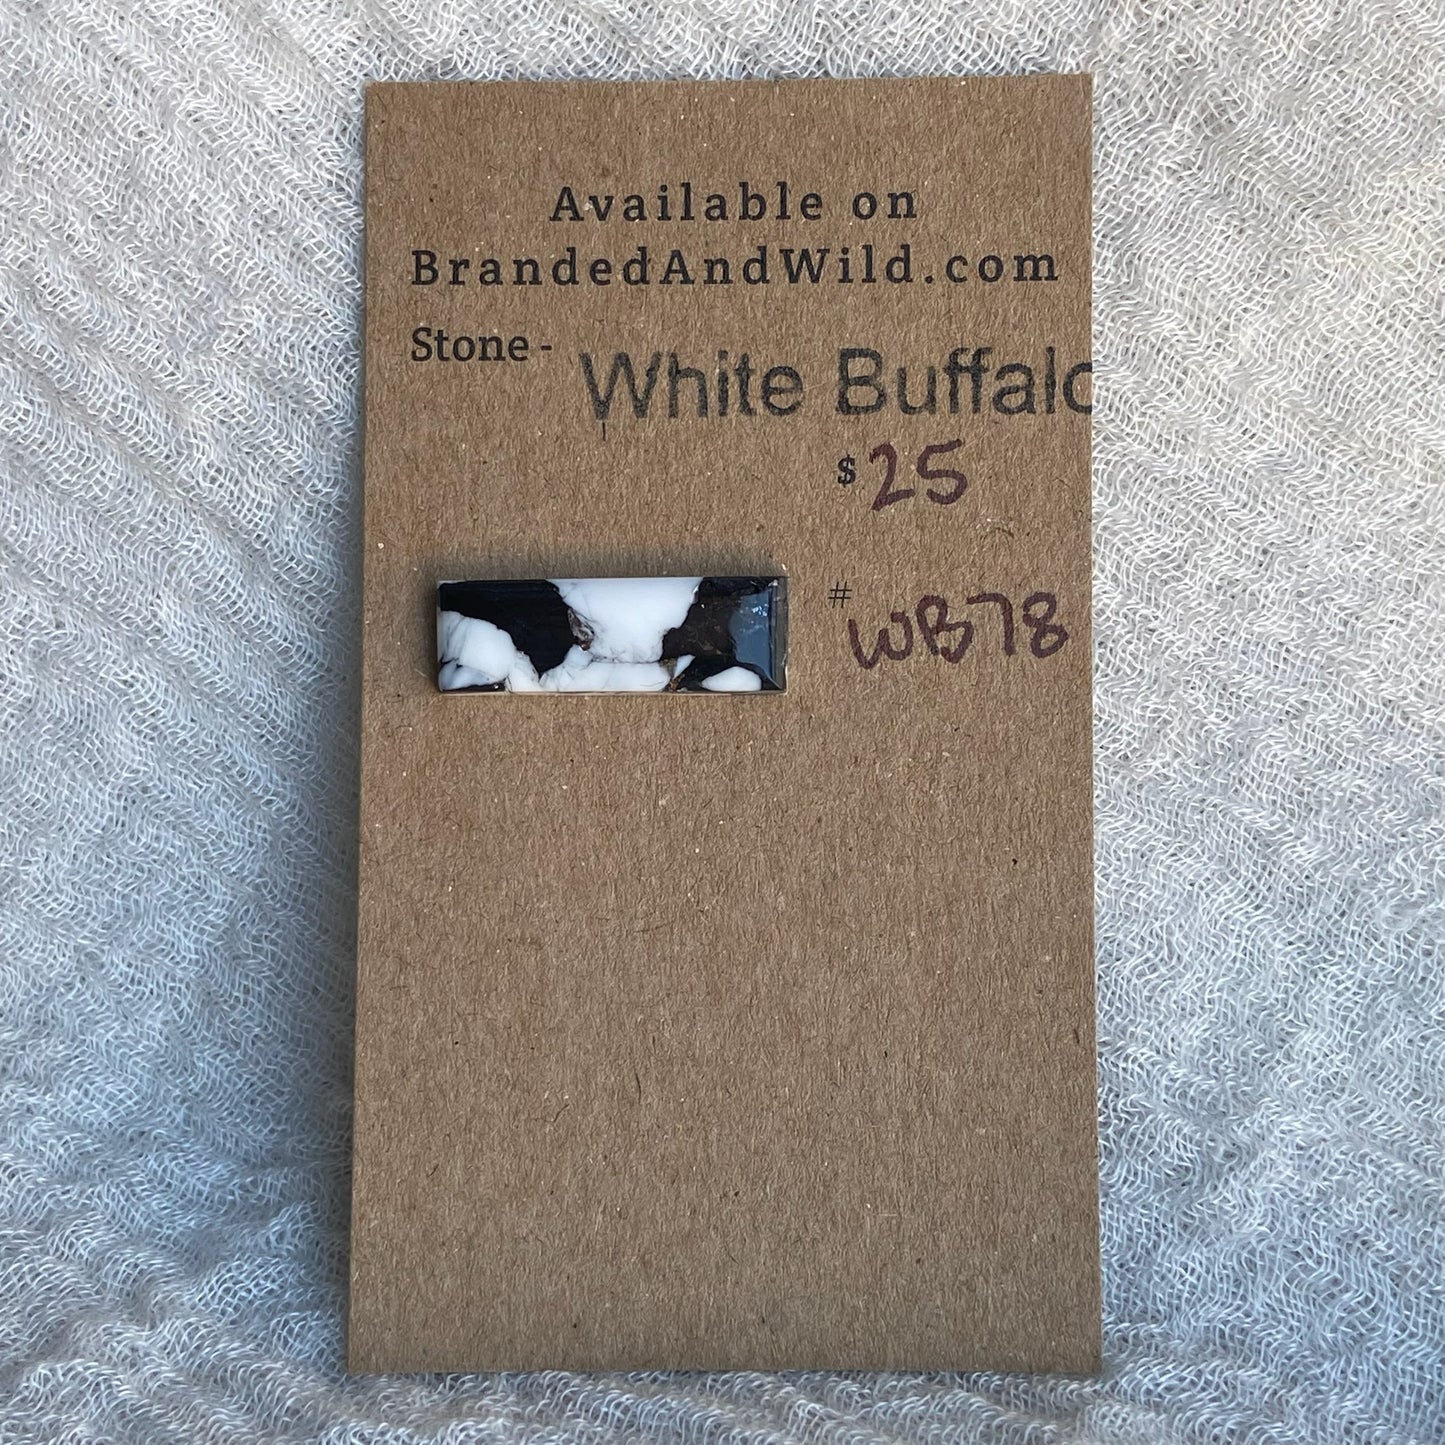 Available on
BrandedAndWild.com
Stone - White Buffalo
$ 25
# WB78